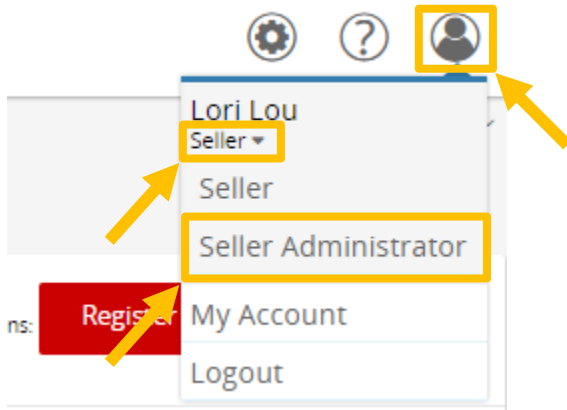 ?
Lori Lou
Seller
Seller
Seller Administrator
ns: Register
My Account
Logout